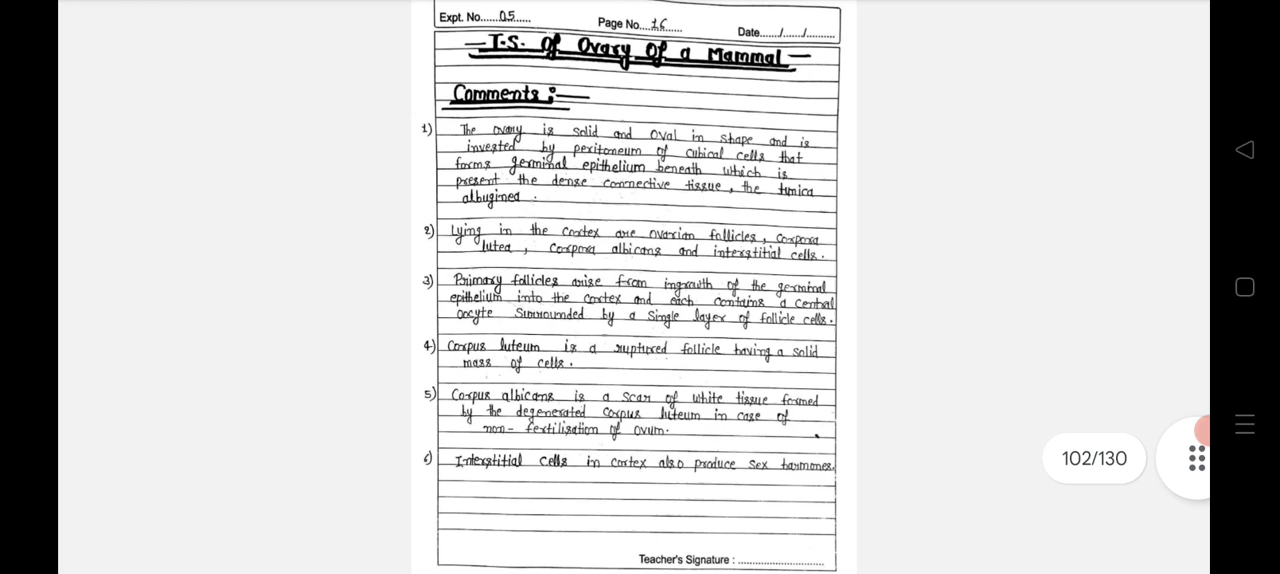 Expt. No......05......
Page No....16.......
Date....../....../..........
— T.S. of Ovary of a Mammal —
Comments :—
1) The ovary is solid and oval in shape and is
invested by peritoneum of cubical cells that
forms germinal epithelium beneath which is
present the dense connective tissue, the tunica
albuginea.
2) Lying in the cortex are ovarian follicles, corpora
lutea, corpora albicans and interstitial cells.
3) Primary follicles arise from ingrowth of the germinal
epithelium into the cortex and each contains a central
oocyte surrounded by a single layer of follicle cells.
4) Corpus luteum is a ruptured follicle having a solid
mass of cells.
5) Corpus albicans is a scar of white tissue formed
by the degenerated corpus luteum in case of
non- fertilisation of ovum.
6) Interstitial cells in cortex also produce sex harmones.
102/130
Teacher's Signature : ...........................